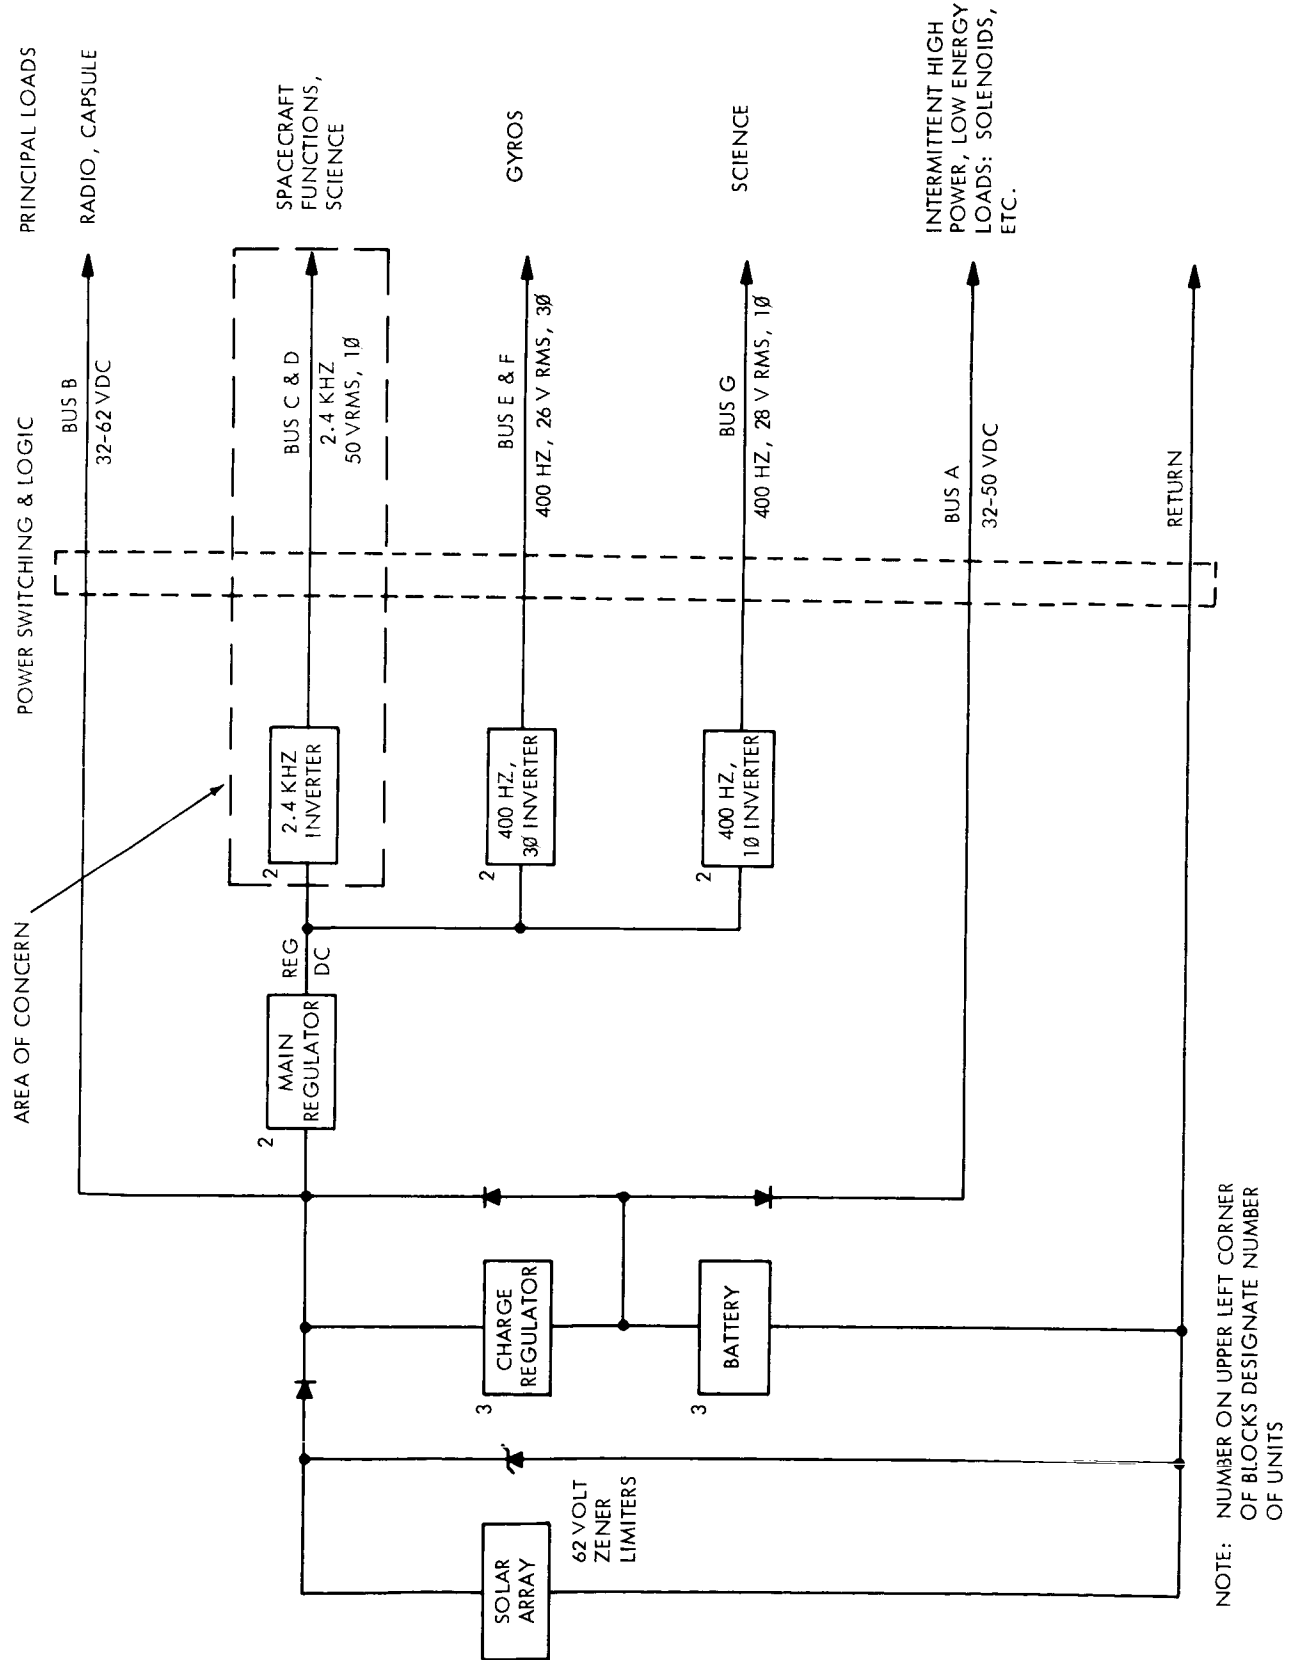 POWER SWITCHING & LOGIC
PRINCIPAL LOADS
AREA OF CONCERN
BUS B
32-62 VDC
RADIO, CAPSULE
2
MAIN
REGULATOR
REG
DC
2
2.4 KHZ
INVERTER
BUS C & D
2.4 KHZ
50 VRMS, 1Ø
SPACECRAFT
FUNCTIONS,
SCIENCE
SOLAR
ARRAY
62 VOLT
ZENER
LIMITERS
3
CHARGE
REGULATOR
2
400 HZ,
3Ø INVERTER
BUS E & F
400 HZ, 26 V RMS, 3Ø
GYROS
3
BATTERY
2
400 HZ,
1Ø INVERTER
BUS G
400 HZ, 28 V RMS, 1Ø
SCIENCE
BUS A
32-50 VDC
INTERMITTENT HIGH
POWER, LOW ENERGY
LOADS: SOLENOIDS,
ETC.
RETURN
NOTE: NUMBER ON UPPER LEFT CORNER
OF BLOCKS DESIGNATE NUMBER
OF UNITS